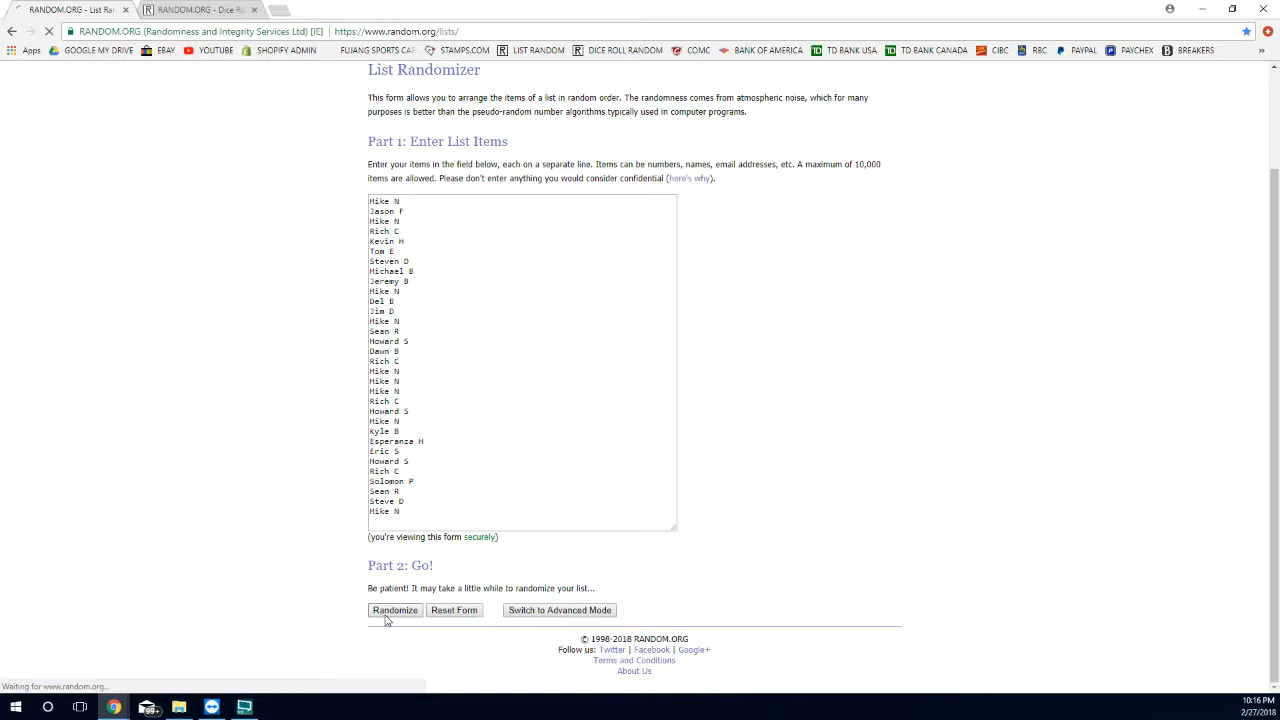 RANDOM.ORG - List Ran
RANDOM.ORG - Dice Ro
RANDOM.ORG (Randomness and Integrity Services Ltd) [IE] https://www.random.org/lists/
Apps GOOGLE MY DRIVE EBAY YOUTUBE SHOPIFY ADMIN FUJANG SPORTS CAR STAMPS.COM LIST RANDOM DICE ROLL RANDOM COMC BANK OF AMERICA TD BANK USA TD BANK CANADA CIBC RBC PAYPAL PAYCHEX BREAKERS »
List Randomizer
This form allows you to arrange the items of a list in random order. The randomness comes from atmospheric noise, which for many
purposes is better than the pseudo-random number algorithms typically used in computer programs.
Part 1: Enter List Items
Enter your items in the field below, each on a separate line. Items can be numbers, names, email addresses, etc. A maximum of 10,000
items are allowed. Please don't enter anything you would consider confidential (here's why).
Mike N
Jason F
Mike N
Rich C
Kevin H
Tom E
Steven D
Michael B
Jeremy B
Mike N
Del B
Jim D
Mike N
Sean R
Howard S
Dawn B
Rich C
Mike N
Mike N
Mike N
Rich C
Howard S
Mike N
Kyle B
Esperanza H
Eric S
Howard S
Rich C
Solomon P
Sean R
Steve D
Mike N
(you're viewing this form securely)
Part 2: Go!
Be patient! It may take a little while to randomize your list...
Randomize Reset Form Switch to Advanced Mode
© 1998-2018 RANDOM.ORG
Follow us: Twitter | Facebook | Google+
Terms and Conditions
About Us
Waiting for www.random.org...
99+
10:16 PM
2/27/2018